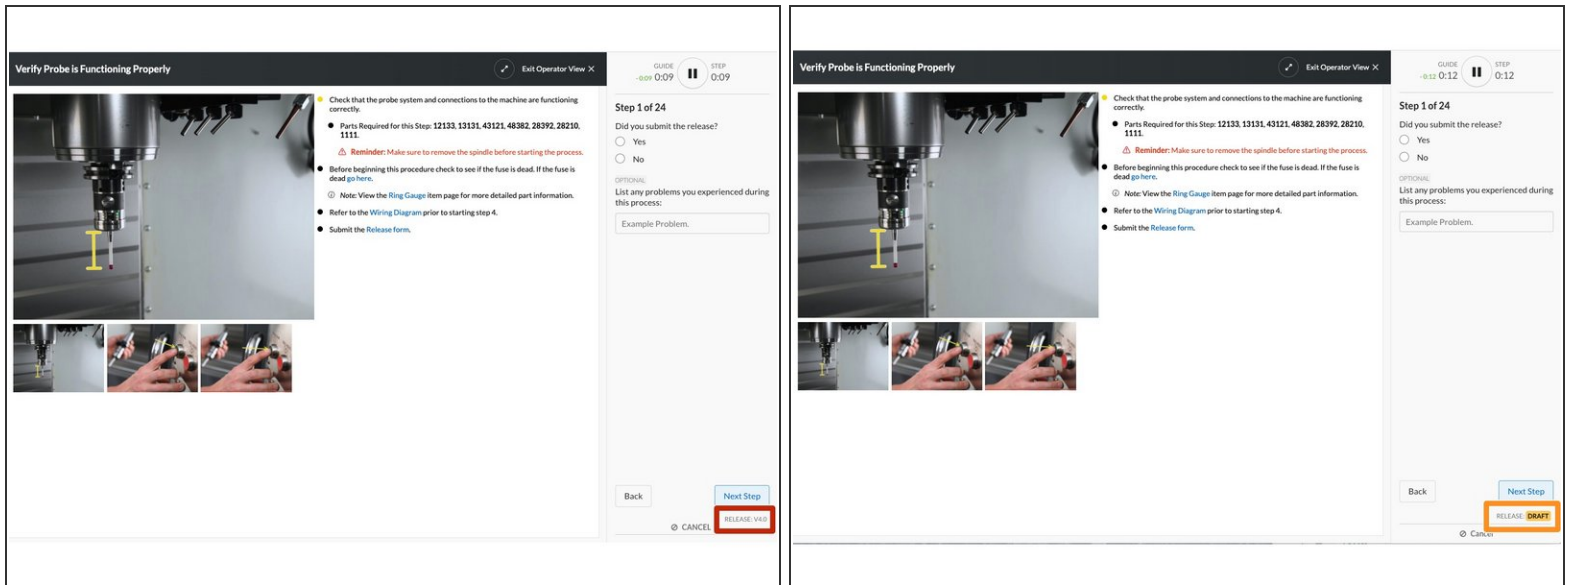 Verify Probe is Functioning Properly
Exit Operator View ×
GUIDE
STEP
-0:09 0:09
0:09
Check that the probe system and connections to the machine are functioning
correctly.
Parts Required for this Step: 12133, 13131, 43121, 48382, 28392, 28210,
1111.
Reminder: Make sure to remove the spindle before starting the process.
Before beginning this procedure check to see if the fuse is dead. If the fuse is
dead go here.
Note: View the Ring Gauge item page for more detailed part information.
Refer to the Wiring Diagram prior to starting step 4.
Submit the Release form.
Step 1 of 24
Did you submit the release?
Yes
No
OPTIONAL
List any problems you experienced during
this process:
Example Problem.
Back
Next Step
RELEASE: V4.0
CANCEL
Verify Probe is Functioning Properly
Exit Operator View ×
GUIDE
STEP
-0:12 0:12
0:12
Check that the probe system and connections to the machine are functioning
correctly.
Parts Required for this Step: 12133, 13131, 43121, 48382, 28392, 28210,
1111.
Reminder: Make sure to remove the spindle before starting the process.
Before beginning this procedure check to see if the fuse is dead. If the fuse is
dead go here.
Note: View the Ring Gauge item page for more detailed part information.
Refer to the Wiring Diagram prior to starting step 4.
Submit the Release form.
Step 1 of 24
Did you submit the release?
Yes
No
OPTIONAL
List any problems you experienced during
this process:
Example Problem.
Back
Next Step
RELEASE: DRAFT
Cancel